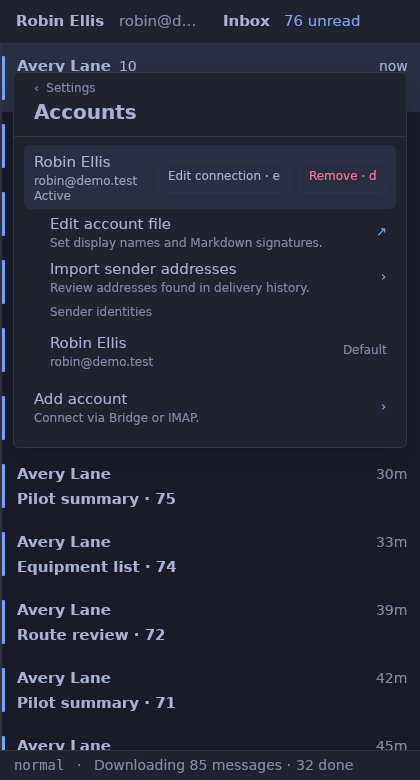 Robin Ellis robin@d... Inbox 76 unread
Avery Lane 10 now
‹ Settings
Accounts
Robin Ellis
robin@demo.test
Active
Edit connection · e Remove · d
Edit account file ↗
Set display names and Markdown signatures.
Import sender addresses ›
Review addresses found in delivery history.
Sender identities
Robin Ellis Default
robin@demo.test
Add account ›
Connect via Bridge or IMAP.
Avery Lane 30m
Pilot summary · 75
Avery Lane 33m
Equipment list · 74
Avery Lane 39m
Route review · 72
Avery Lane 42m
Pilot summary · 71
Avery Lane 45m
normal · Downloading 85 messages · 32 done